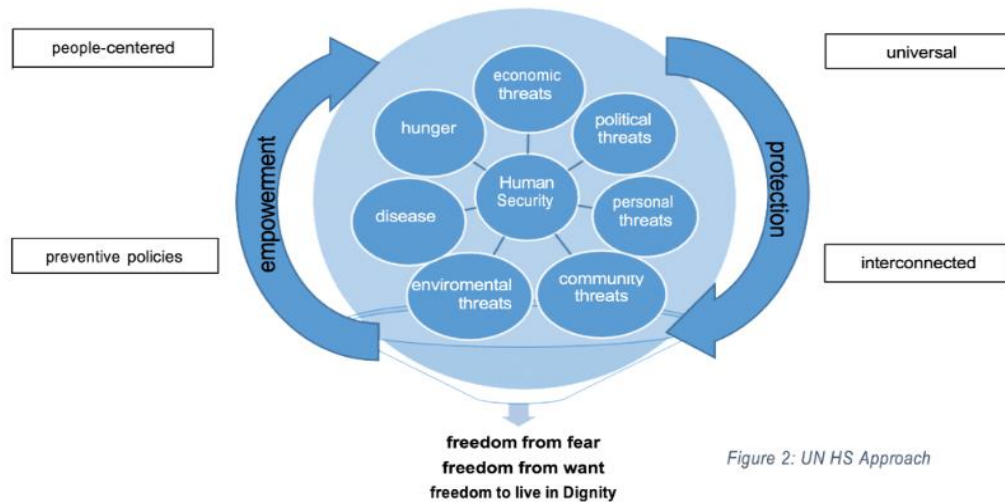 people-centered
universal
economic
threats
hunger
political
threats
empowerment
protection
Human
Security
disease
personal
threats
preventive policies
interconnected
enviromental
threats
community
threats
freedom from fear
freedom from want
freedom to live in Dignity
Figure 2: UN HS Approach